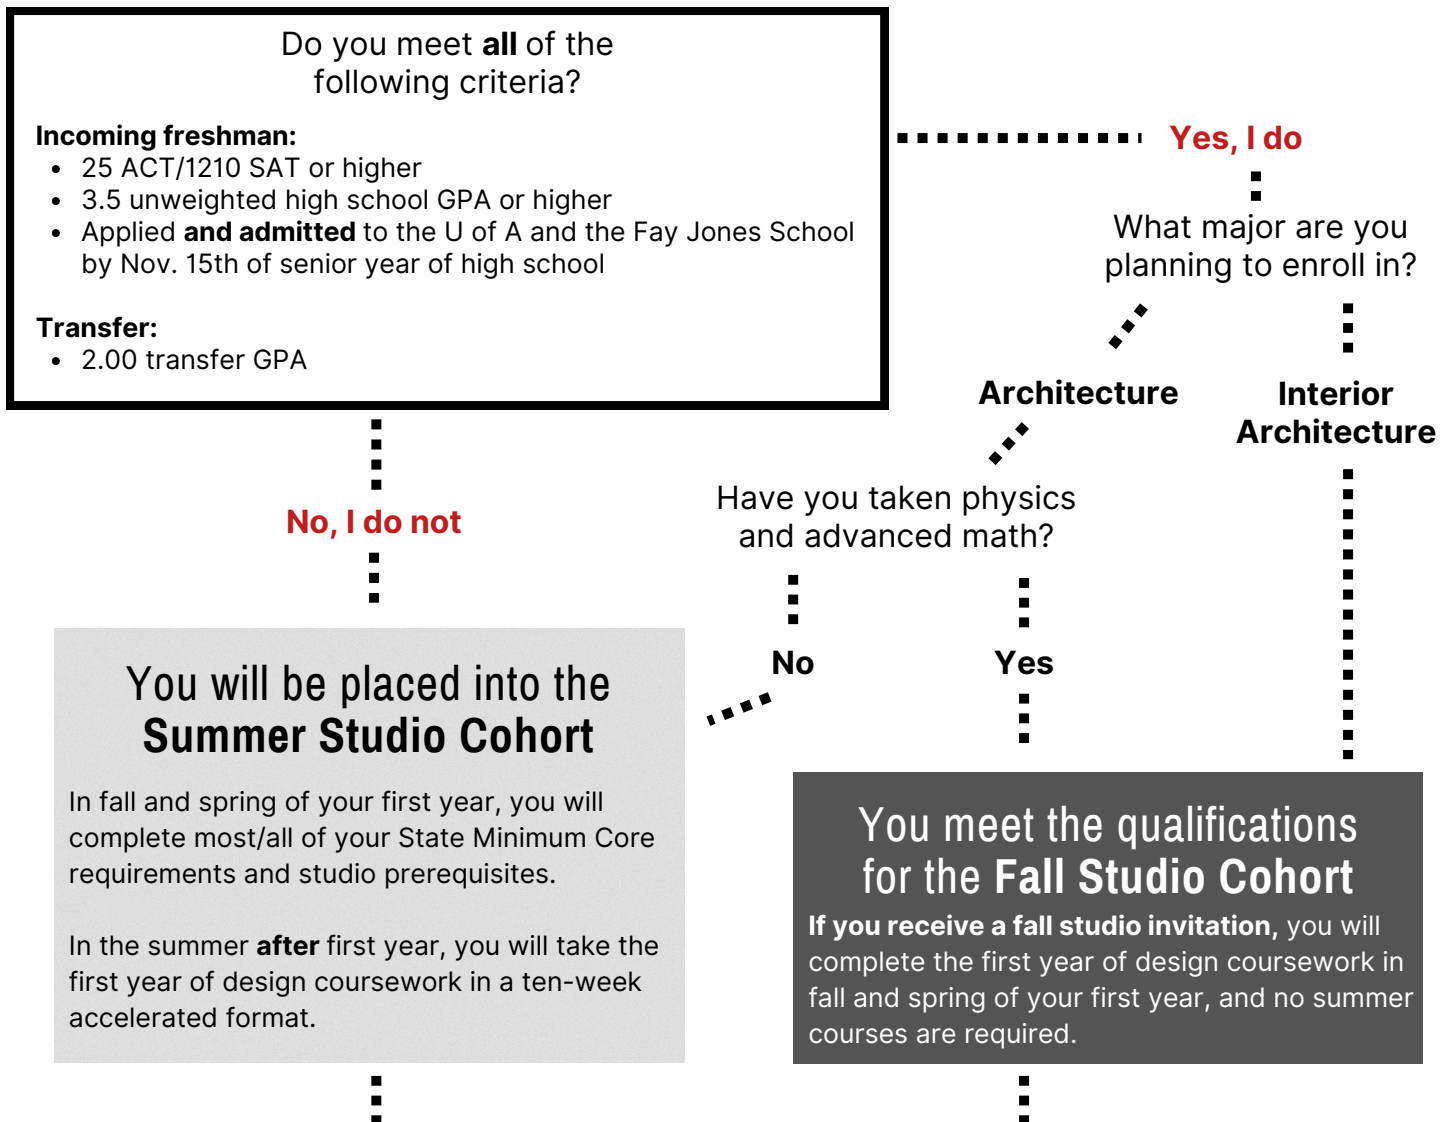 Do you meet all of the
following criteria?
Incoming freshman:
• 25 ACT/1210 SAT or higher
• 3.5 unweighted high school GPA or higher
• Applied and admitted to the U of A and the Fay Jones School
by Nov. 15th of senior year of high school
Transfer:
• 2.00 transfer GPA
Yes, I do
What major are you
planning to enroll in?
Architecture
Interior
Architecture
Have you taken physics
and advanced math?
No
Yes
No, I do not
You will be placed into the
Summer Studio Cohort
In fall and spring of your first year, you will
complete most/all of your State Minimum Core
requirements and studio prerequisites.
In the summer after first year, you will take the
first year of design coursework in a ten-week
accelerated format.
You meet the qualifications
for the Fall Studio Cohort
If you receive a fall studio invitation, you will
complete the first year of design coursework in
fall and spring of your first year, and no summer
courses are required.